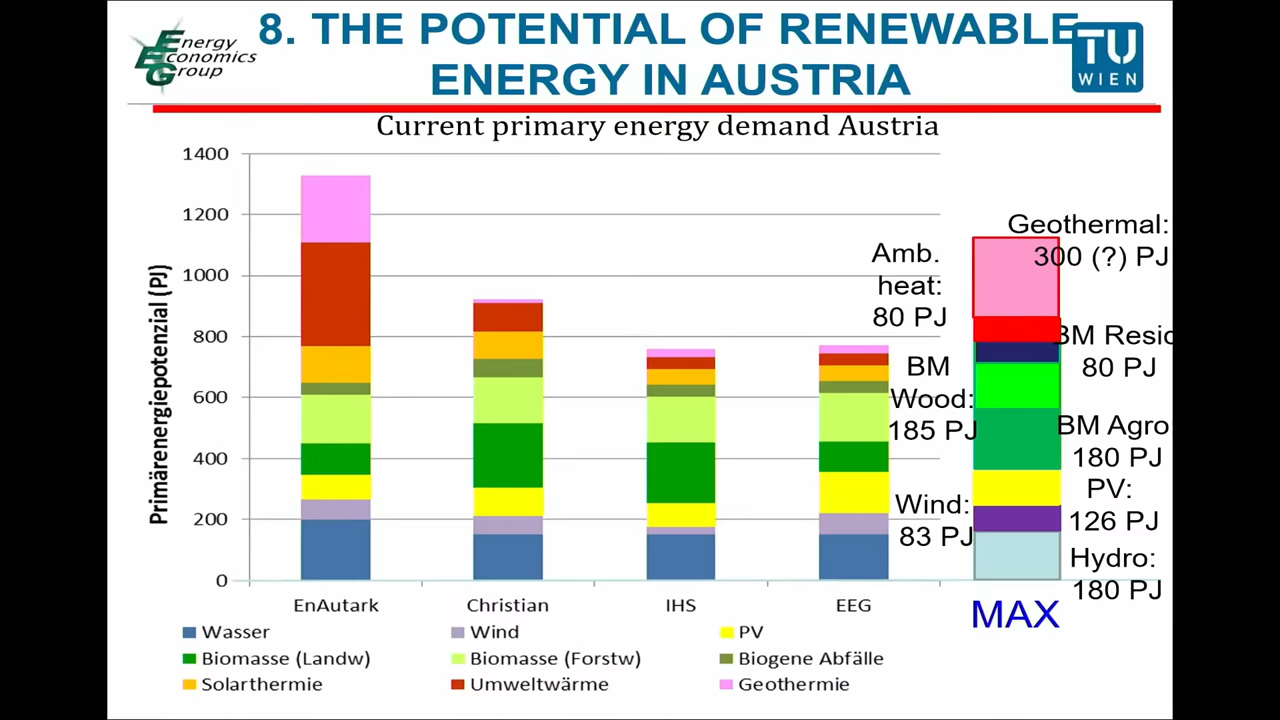 Energy
Economics
Group
8. THE POTENTIAL OF RENEWABLE
ENERGY IN AUSTRIA
TU
WIEN
Current primary energy demand Austria
Primärenergiepotenzial (PJ)
1400
1200
1000
800
600
400
200
0
EnAutark
Christian
IHS
EEG
MAX
Geothermal:
300 (?) PJ
Amb.
heat:
80 PJ
BM Resid
80 PJ
BM
Wood:
185 PJ
BM Agro
180 PJ
PV:
126 PJ
Wind:
83 PJ
Hydro:
180 PJ
Wasser
Wind
PV
Biomasse (Landw)
Biomasse (Forstw)
Biogene Abfälle
Solarthermie
Umweltwärme
Geothermie